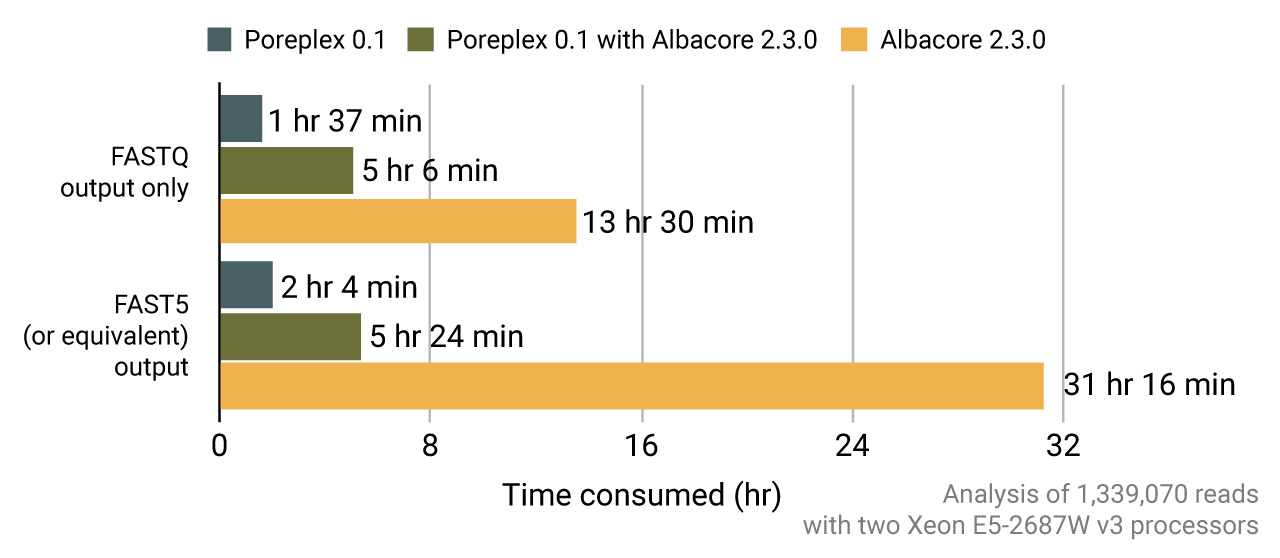 Poreplex 0.1 Poreplex 0.1 with Albacore 2.3.0 Albacore 2.3.0
FASTQ
output only
1 hr 37 min
5 hr 6 min
13 hr 30 min
FAST5
(or equivalent)
output
2 hr 4 min
5 hr 24 min
31 hr 16 min
0 8 16 24 32
Time consumed (hr)
Analysis of 1,339,070 reads
with two Xeon E5-2687W v3 processors